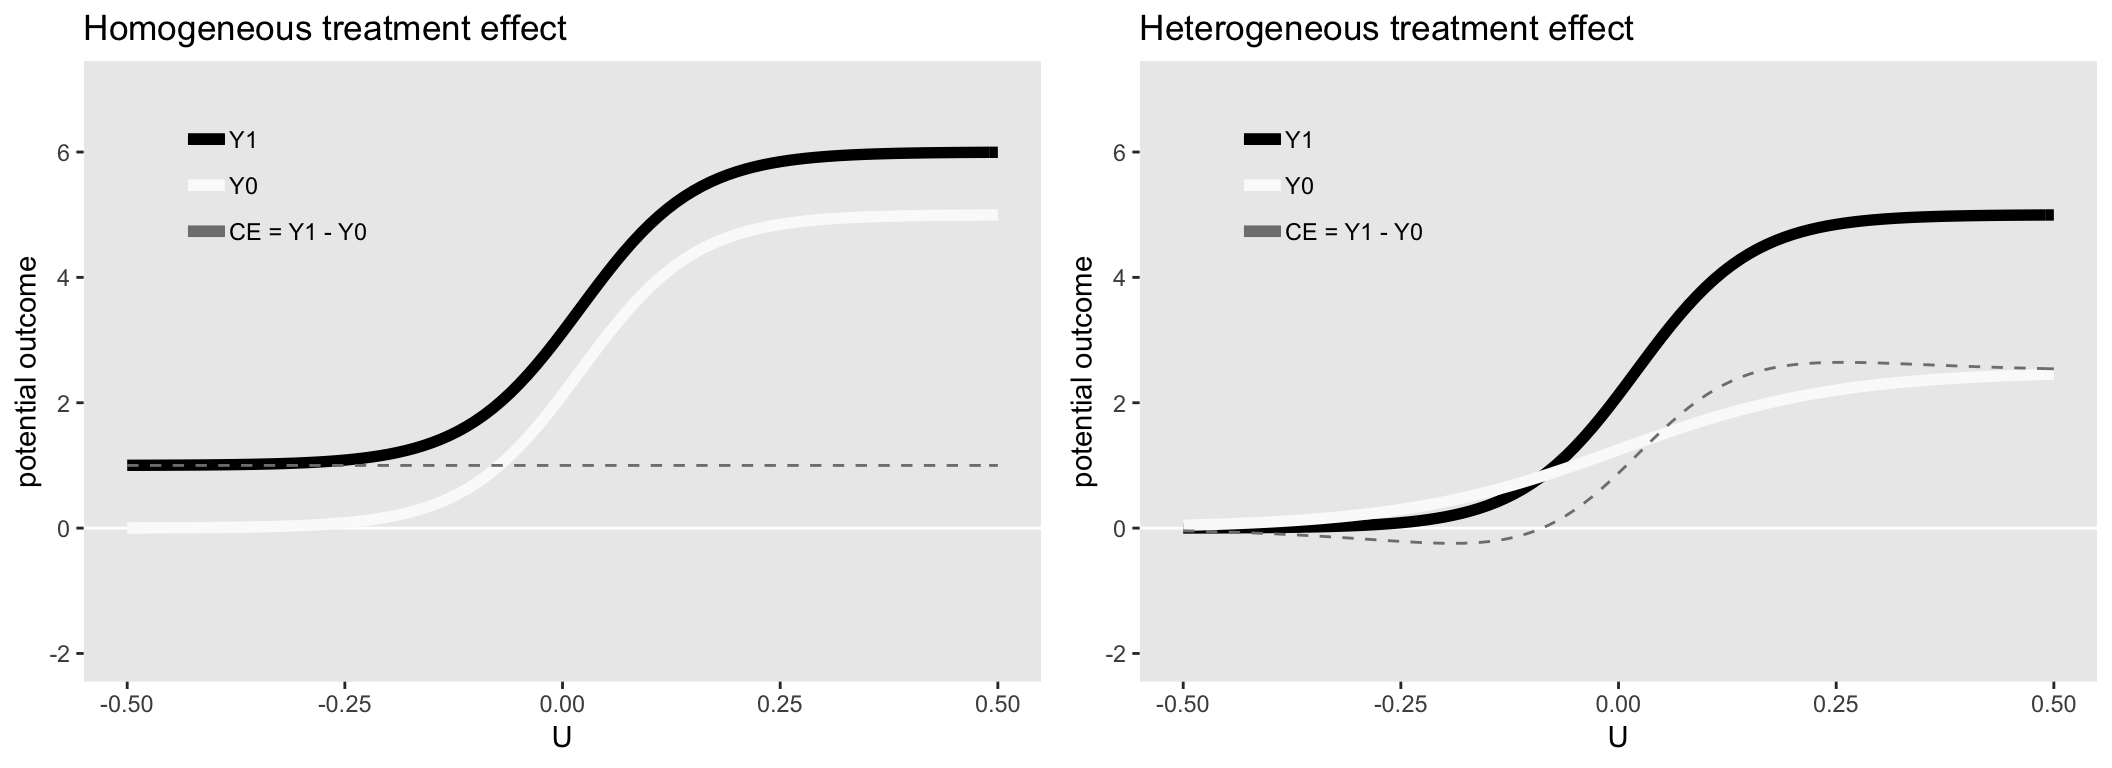 Homogeneous treatment effect
Y1
Y0
CE = Y1 - Y0
potential outcome
6
4
2
0
-2
-0.50 -0.25 0.00 0.25 0.50
U
Heterogeneous treatment effect
Y1
Y0
CE = Y1 - Y0
potential outcome
6
4
2
0
-2
-0.50 -0.25 0.00 0.25 0.50
U